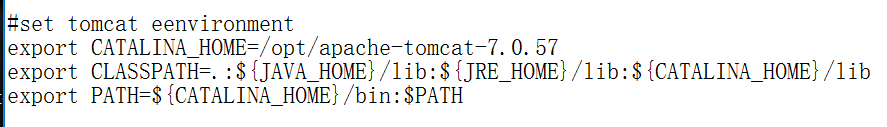 #set tomcat eenvironment
export CATALINA_HOME=/opt/apache-tomcat-7.0.57
export CLASSPATH=.:${JAVA_HOME}/lib:${JRE_HOME}/lib:${CATALINA_HOME}/lib
export PATH=${CATALINA_HOME}/bin:$PATH